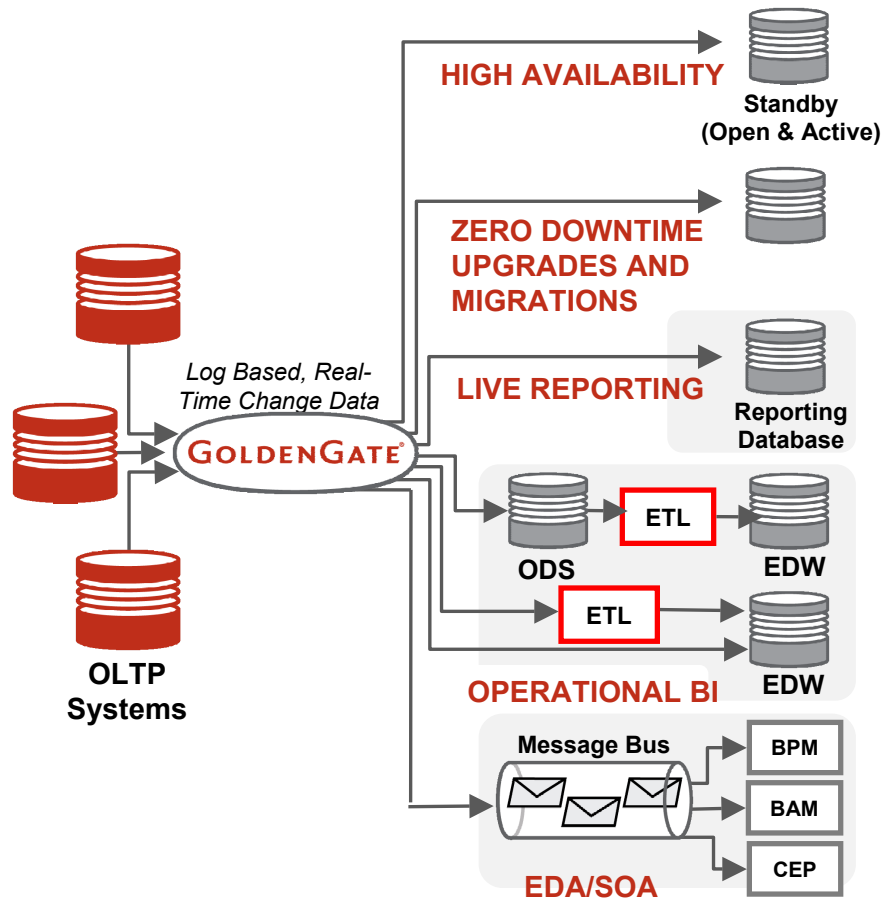 HIGH AVAILABILITY
Standby
(Open & Active)
ZERO DOWNTIME
UPGRADES AND
MIGRATIONS
Log Based, Real-
Time Change Data
LIVE REPORTING
Reporting
Database
GOLDENGATE®
ETL
ODS
EDW
ETL
OLTP
Systems
EDW
OPERATIONAL BI
Message Bus
BPM
BAM
CEP
EDA/SOA